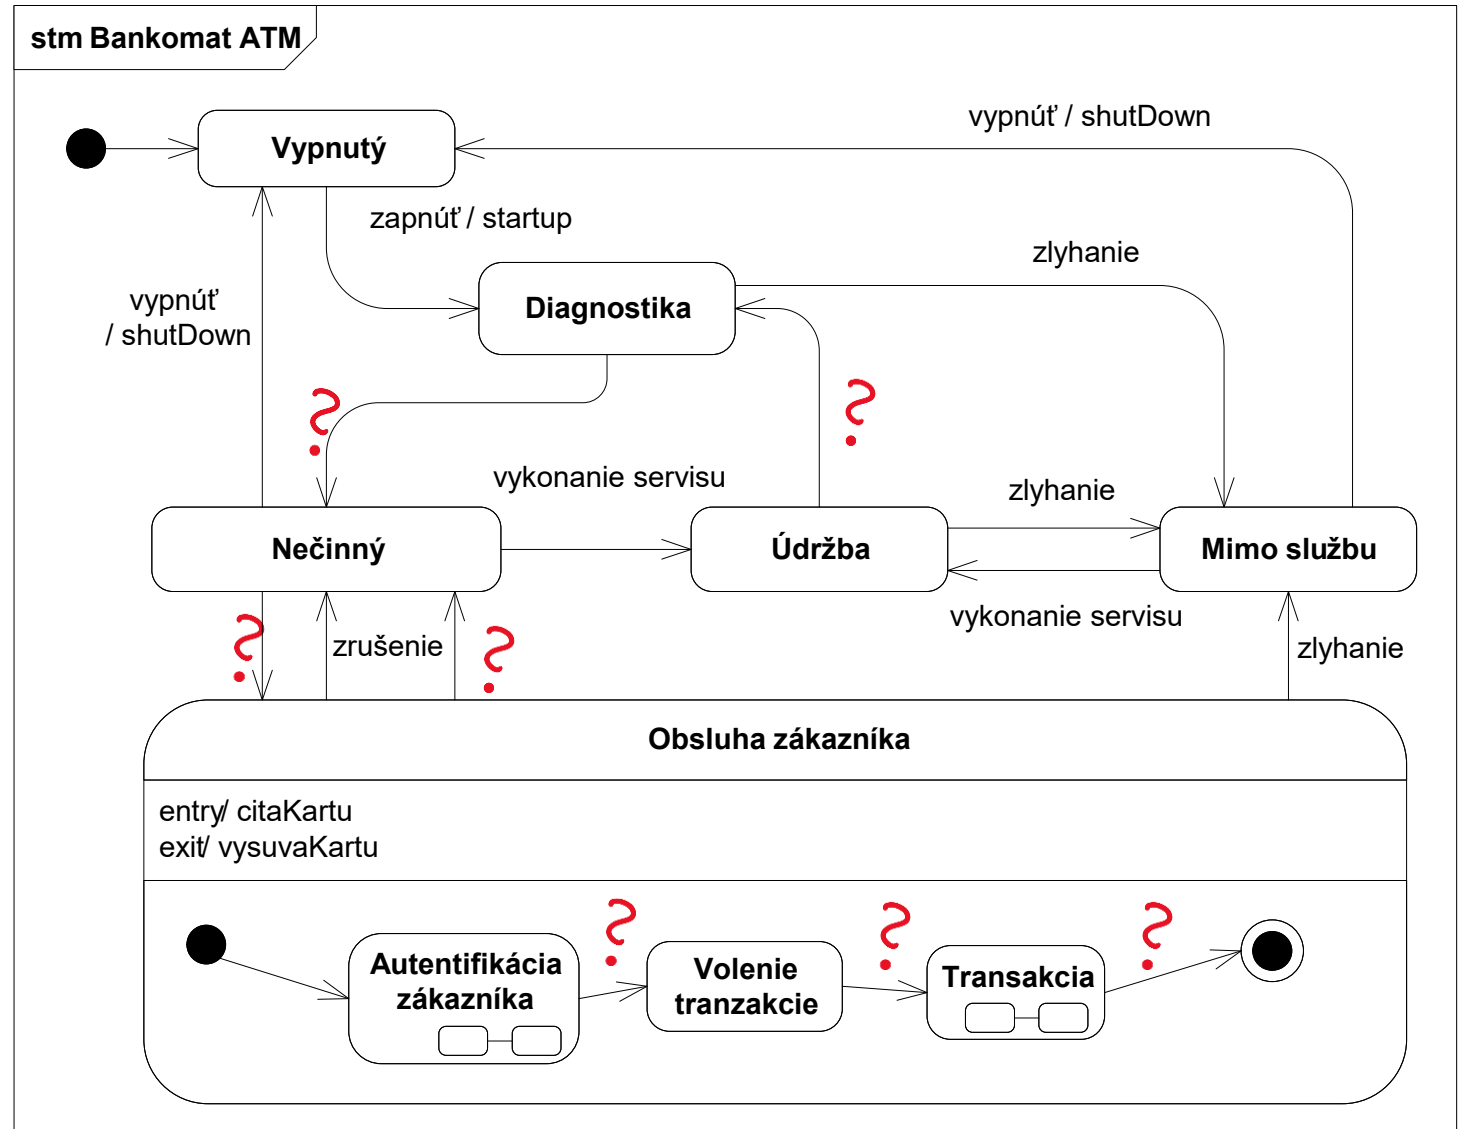 stm Bankomat ATM
vypnúť / shutDown
Vypnutý
zapnúť / startup
zlyhanie
vypnúť
/ shutDown
Diagnostika
?
?
vykonanie servisu
zlyhanie
Nečinný
Údržba
Mimo službu
vykonanie servisu
?
zrušenie
?
zlyhanie
Obsluha zákazníka
entry/ citaKartu
exit/ vysuvaKartu
?
?
?
Autentifikácia
zákazníka
Volenie
tranzakcie
Transakcia